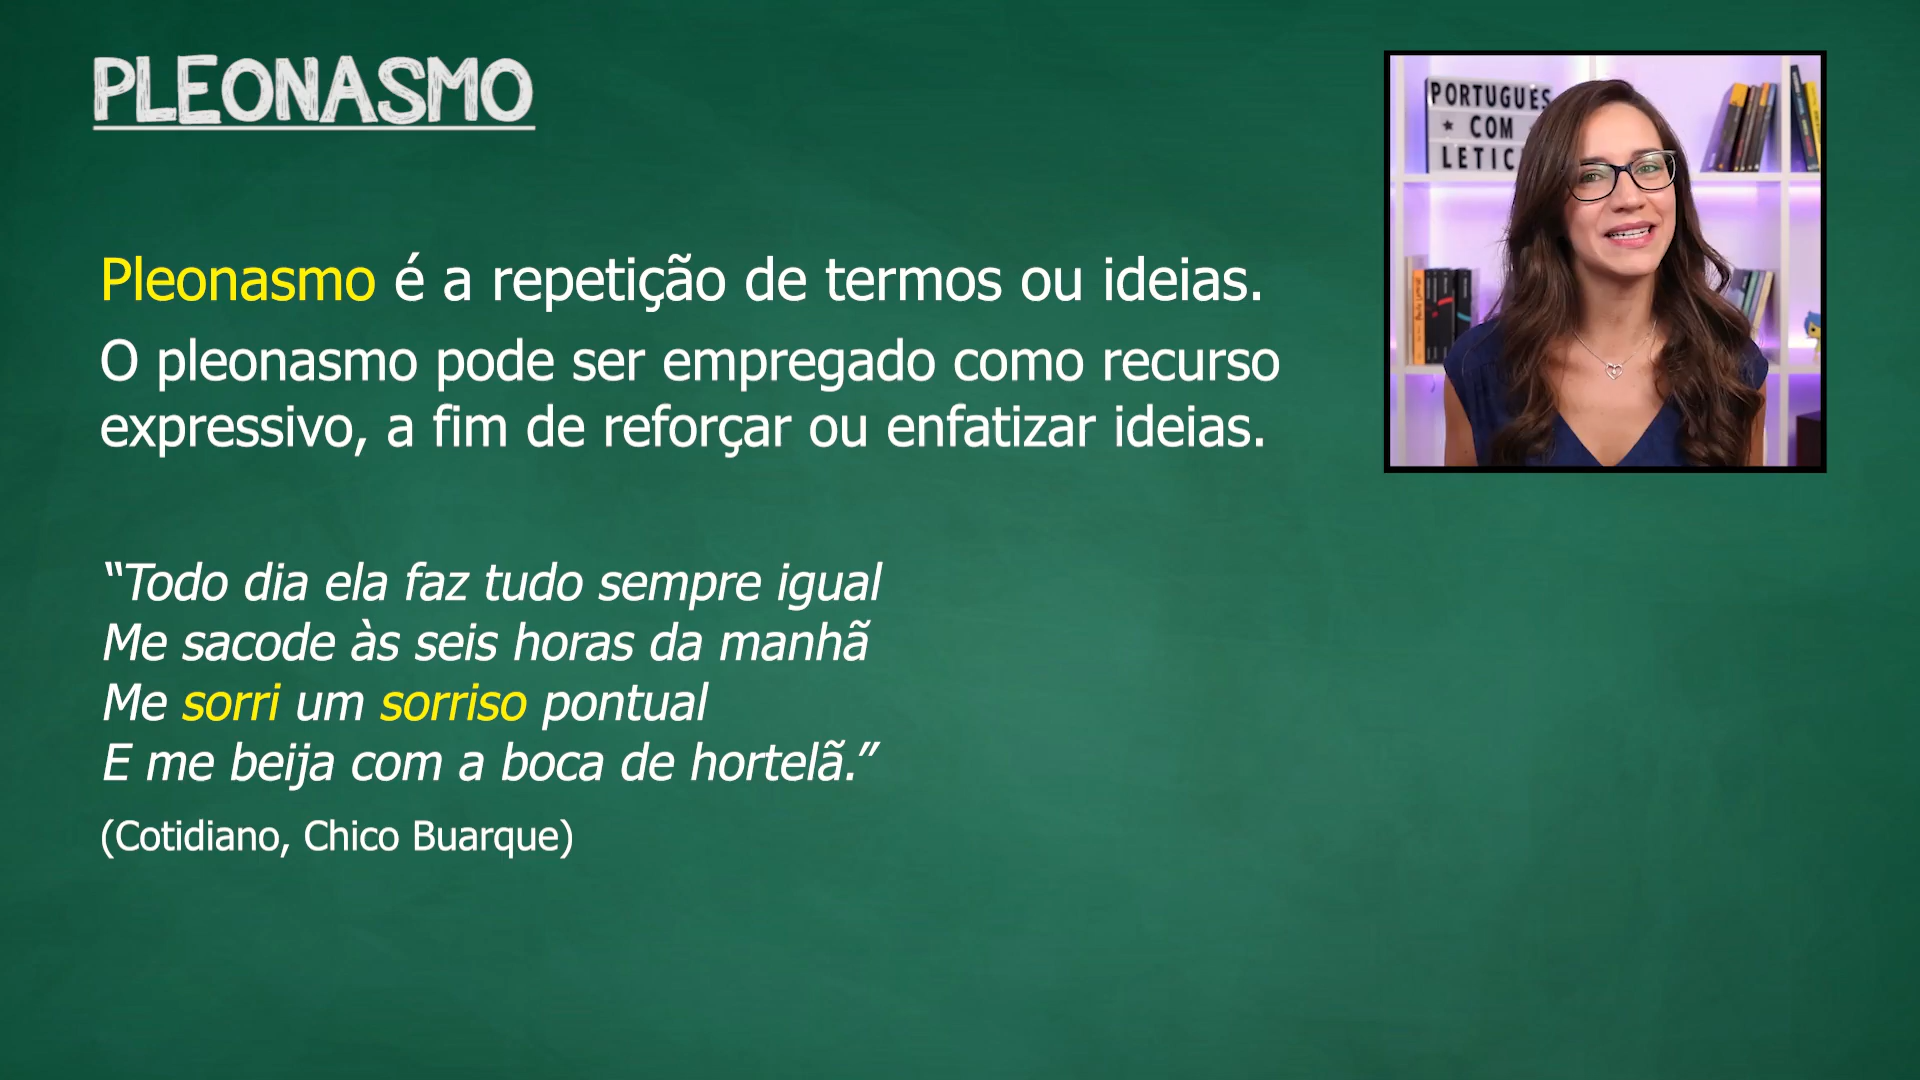 PLEONASMO
PORTUGUÊS
★ COM
LETIC
Pleonasmo é a repetição de termos ou ideias.
O pleonasmo pode ser empregado como recurso
expressivo, a fim de reforçar ou enfatizar ideias.
“Todo dia ela faz tudo sempre igual
Me sacode às seis horas da manhã
Me sorri um sorriso pontual
E me beija com a boca de hortelã.”
(Cotidiano, Chico Buarque)